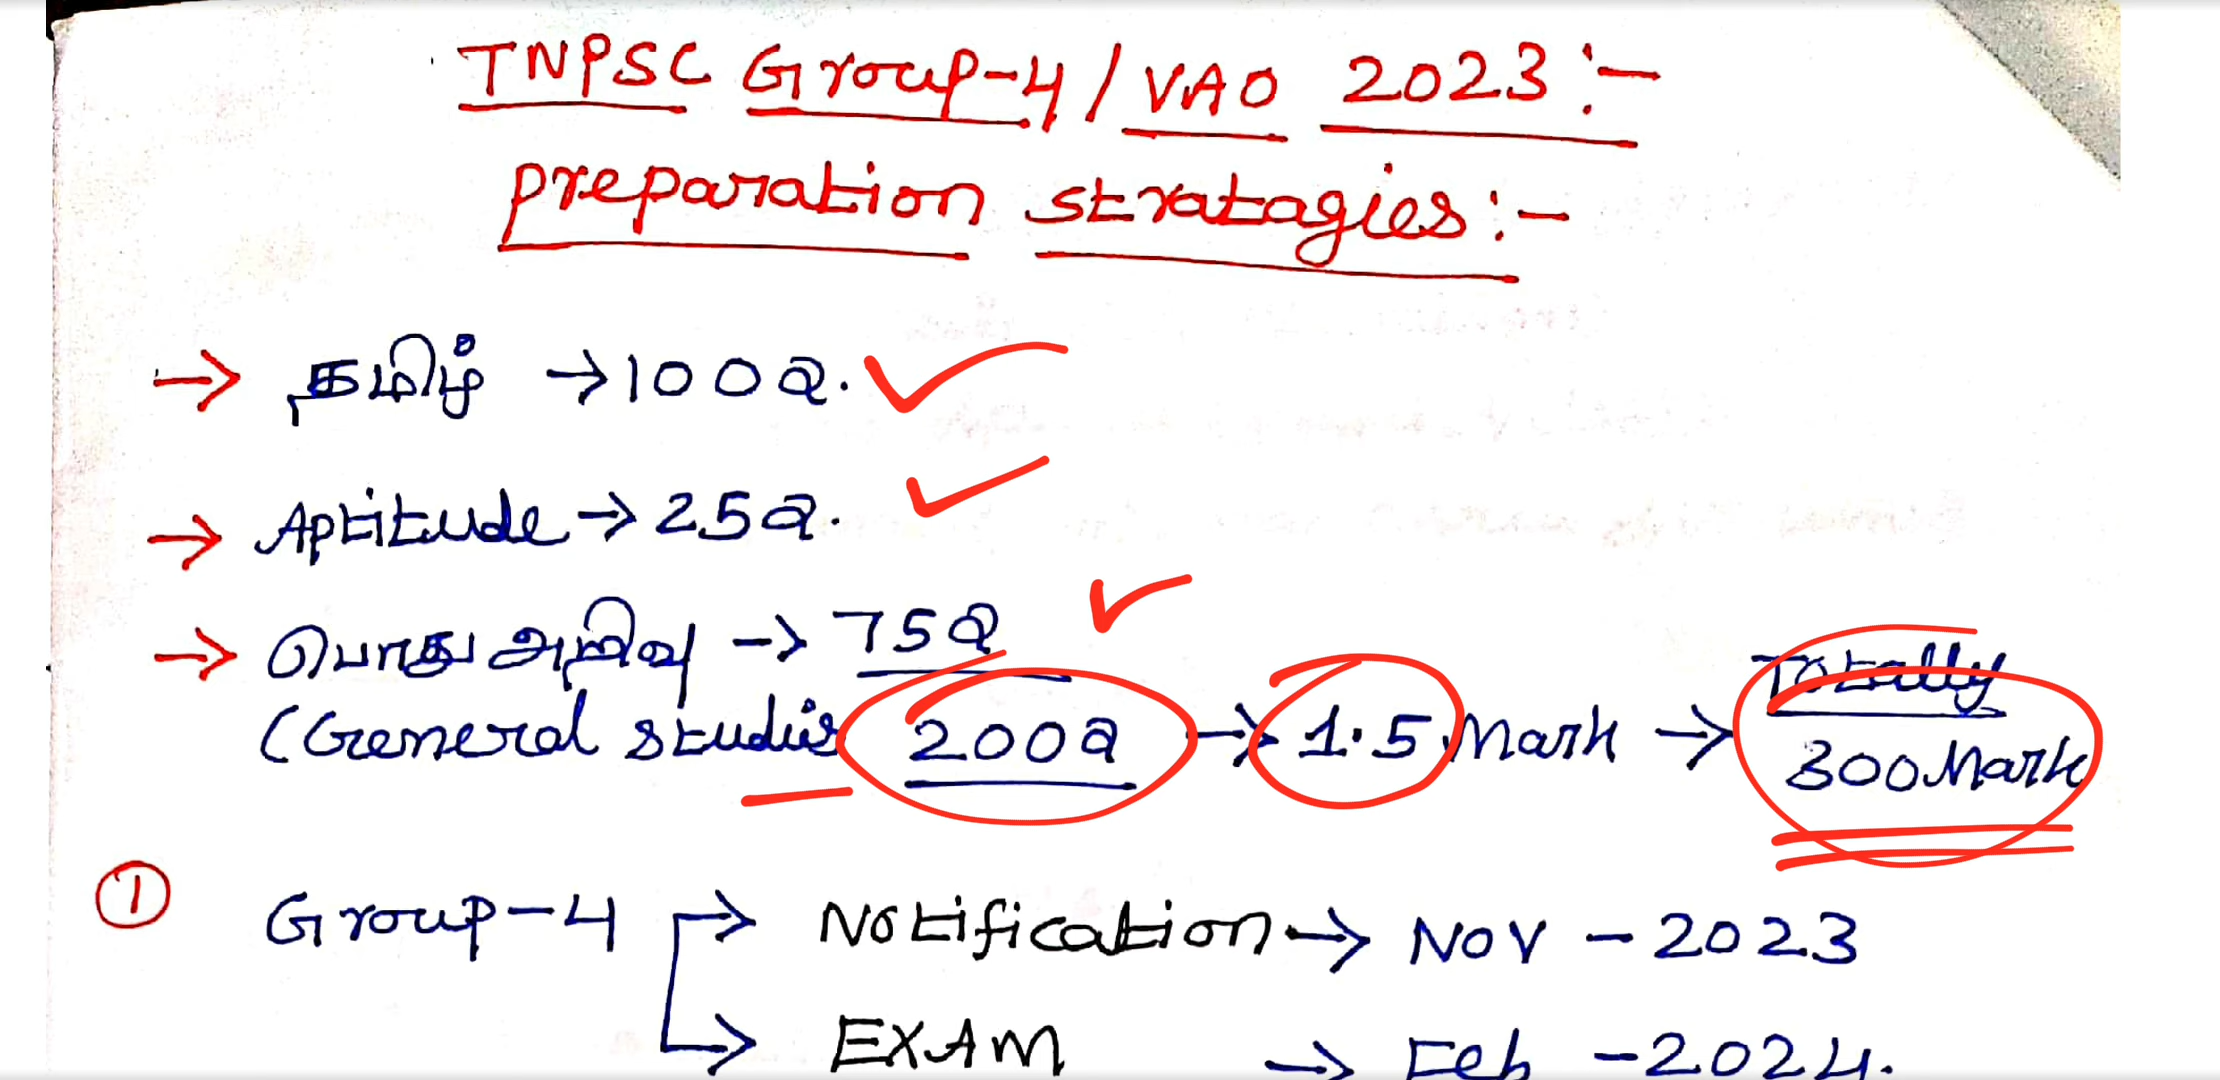 TNPSC Group-4/VAO 2023:-
preparation stratagies:-
→ தமிழ் → 100Q.
→ Aptitude → 25Q.
→ பொது அறிவு → 75Q
(General studies 200Q → 1.5 Mark → Totally 300 Mark
① Group-4 → Notification → NOV - 2023
→ EXAM → Feb - 2024.